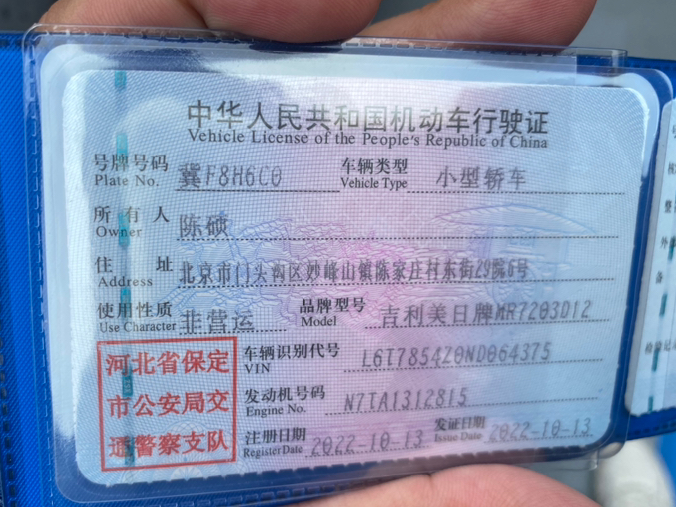 中华人民共和国机动车行驶证
Vehicle License of the People's Republic of China
号牌号码 冀F8H6C0 车辆类型 小型轿车
Plate No. Vehicle Type
所有人 陈硕
Owner
住址 北京市门头沟区妙峰山镇陈家庄村东街29院6号
Address
使用性质 非营运 品牌型号 吉利美日牌MR7203D12
Use Character Model
河北省保定
市公安局交
通警察支队
车辆识别代号 L6T7854Z0ND064375
VIN
发动机号码 N7TA1312815
Engine No.
注册日期 2022-10-13 发证日期 2022-10-13
Register Date Issue Date